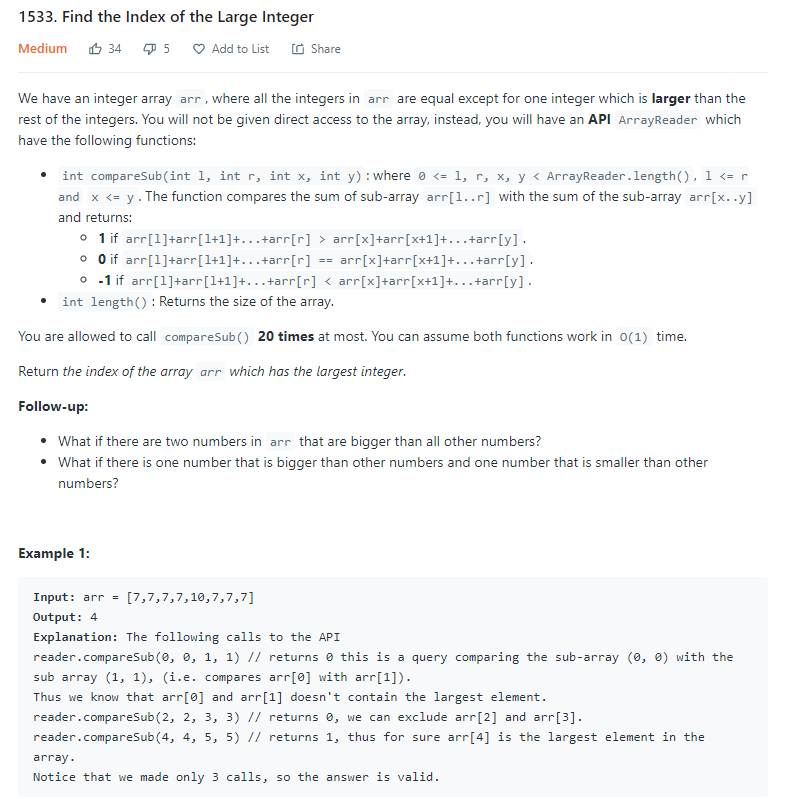 1533. Find the Index of the Large Integer
Medium 34 5 Add to List Share
We have an integer array arr, where all the integers in arr are equal except for one integer which is larger than the
rest of the integers. You will not be given direct access to the array, instead, you will have an API ArrayReader which
have the following functions:
• int compareSub(int l, int r, int x, int y) : where 0 <= l, r, x, y < ArrayReader.length(), l <= r
and x <= y. The function compares the sum of sub-array arr[l..r] with the sum of the sub-array arr[x..y]
and returns:
○ 1 if arr[l]+arr[l+1]+...+arr[r] > arr[x]+arr[x+1]+...+arr[y].
○ 0 if arr[l]+arr[l+1]+...+arr[r] == arr[x]+arr[x+1]+...+arr[y].
○ -1 if arr[l]+arr[l+1]+...+arr[r] < arr[x]+arr[x+1]+...+arr[y].
• int length() : Returns the size of the array.
You are allowed to call compareSub() 20 times at most. You can assume both functions work in O(1) time.
Return the index of the array arr which has the largest integer.
Follow-up:
• What if there are two numbers in arr that are bigger than all other numbers?
• What if there is one number that is bigger than other numbers and one number that is smaller than other
numbers?
Example 1:
Input: arr = [7,7,7,7,10,7,7,7]
Output: 4
Explanation: The following calls to the API
reader.compareSub(0, 0, 1, 1) // returns 0 this is a query comparing the sub-array (0, 0) with the
sub array (1, 1), (i.e. compares arr[0] with arr[1]).
Thus we know that arr[0] and arr[1] doesn't contain the largest element.
reader.compareSub(2, 2, 3, 3) // returns 0, we can exclude arr[2] and arr[3].
reader.compareSub(4, 4, 5, 5) // returns 1, thus for sure arr[4] is the largest element in the
array.
Notice that we made only 3 calls, so the answer is valid.